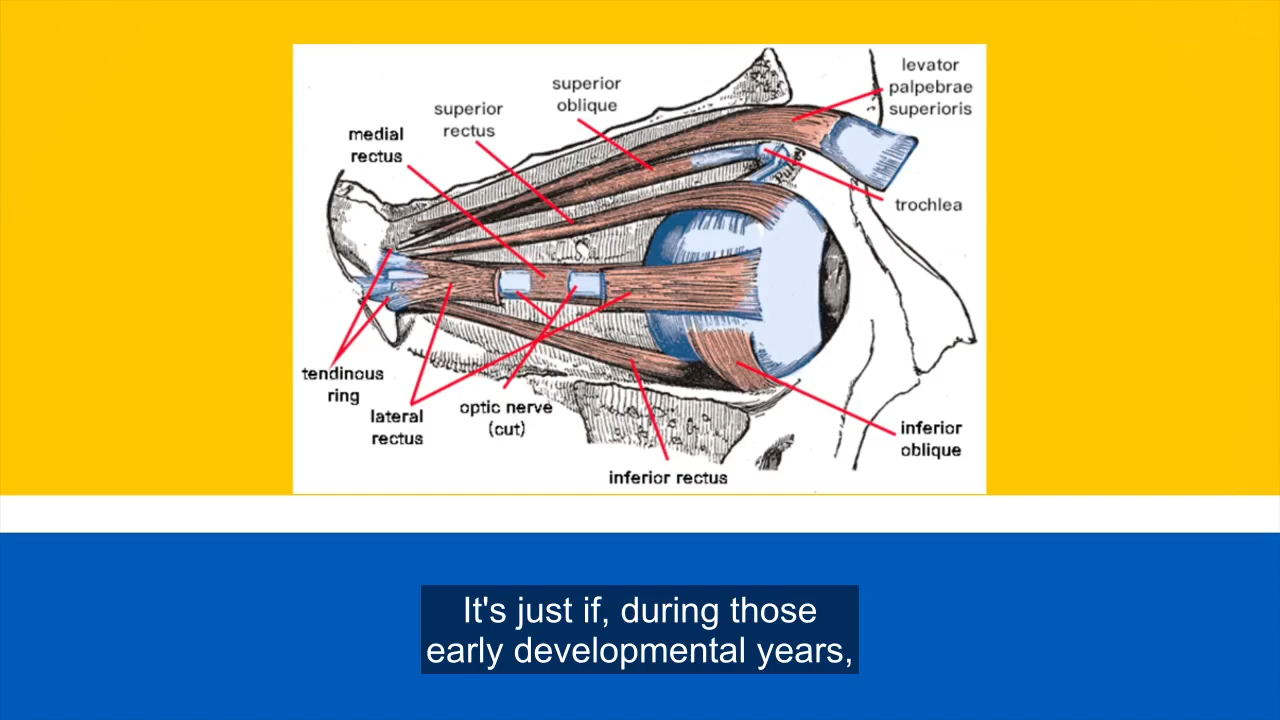 levator
palpebrae
superioris
superior
oblique
superior
rectus
medial
rectus
trochlea
tendinous
ring
lateral
rectus
optic nerve
(cut)
inferior
oblique
inferior rectus
It's just if, during those
early developmental years,